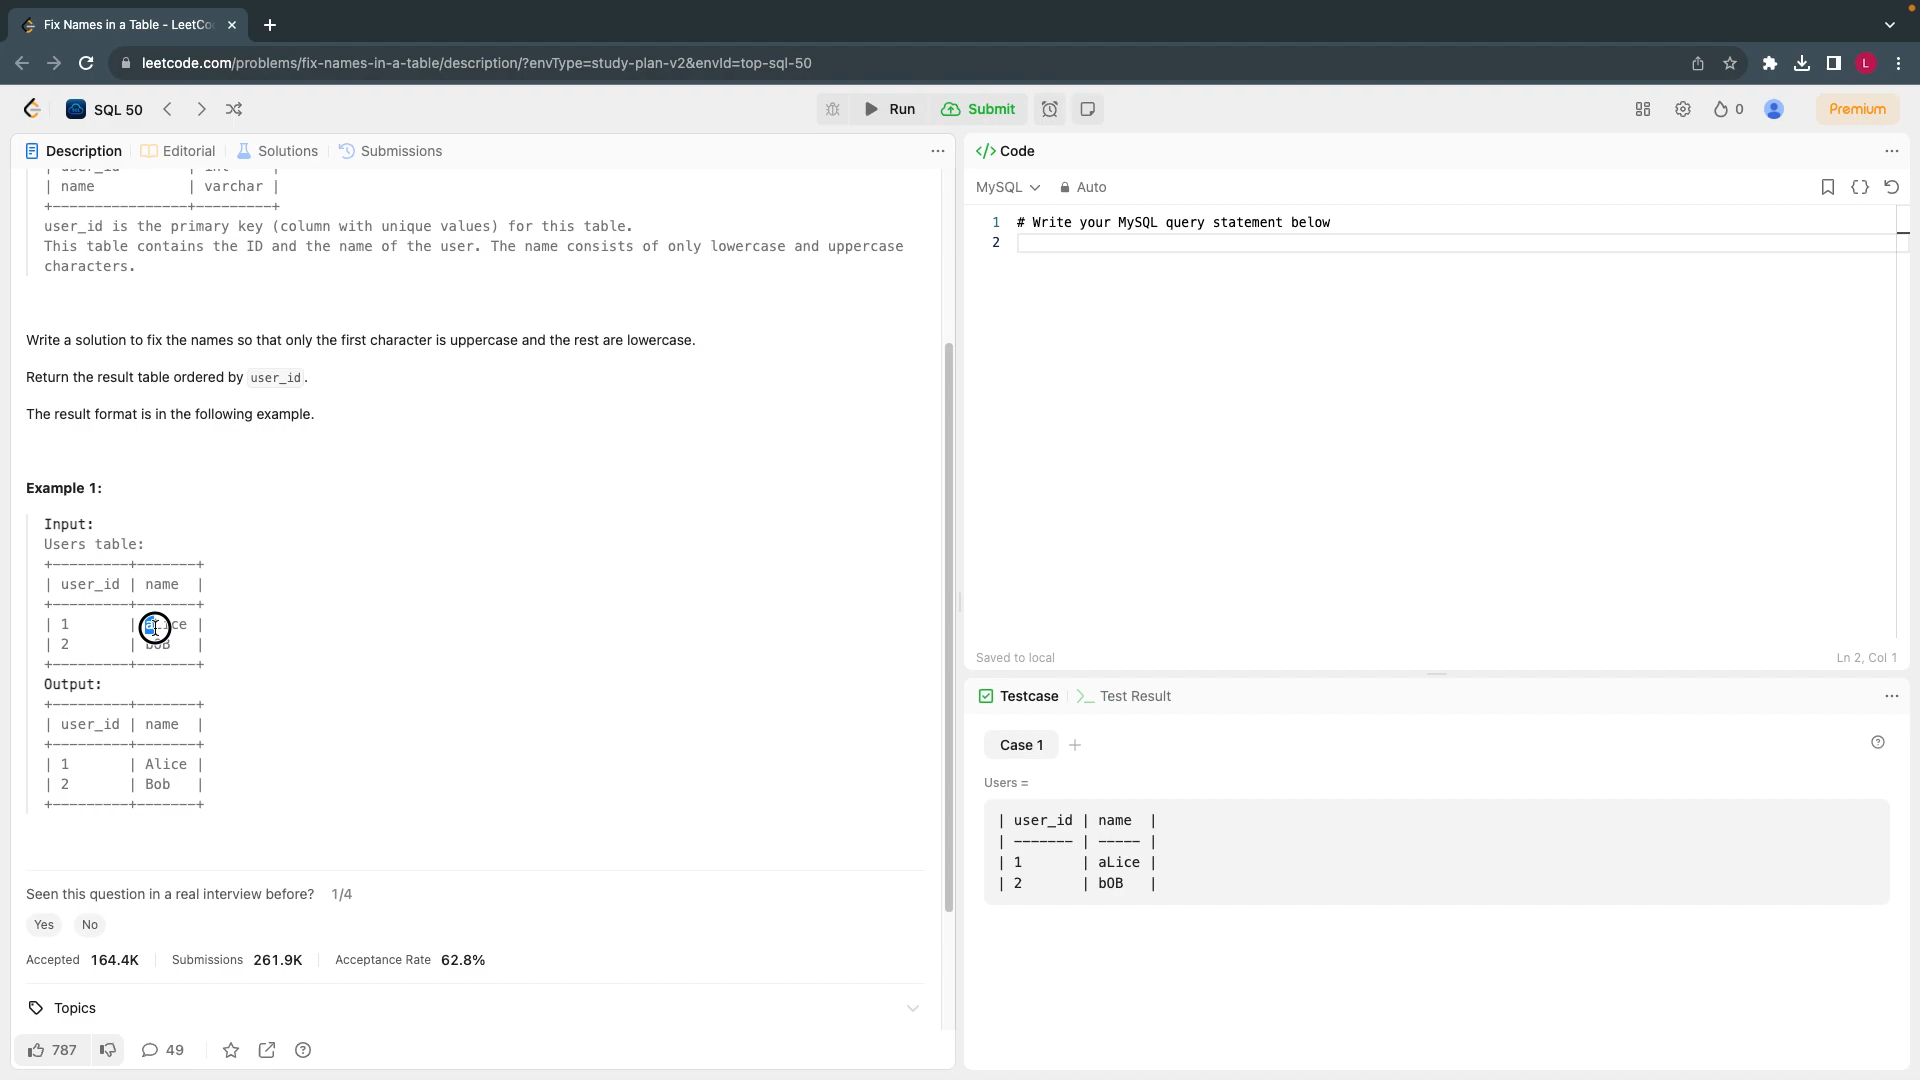 Fix Names in a Table - LeetCo
leetcode.com/problems/fix-names-in-a-table/description/?envType=study-plan-v2&envId=top-sql-50
L
SQL 50
Run
Submit
0
Premium
Description
Editorial
Solutions
Submissions
| user_id | int |
| name | varchar |
+----------------+---------+
user_id is the primary key (column with unique values) for this table.
This table contains the ID and the name of the user. The name consists of only lowercase and uppercase
characters.
Write a solution to fix the names so that only the first character is uppercase and the rest are lowercase.
Return the result table ordered by user_id.
The result format is in the following example.
Example 1:
Input:
Users table:
+---------+-------+
| user_id | name |
+---------+-------+
| 1 | aLice |
| 2 | bOB |
+---------+-------+
Output:
+---------+-------+
| user_id | name |
+---------+-------+
| 1 | Alice |
| 2 | Bob |
+---------+-------+
Seen this question in a real interview before? 1/4
Yes
No
Accepted 164.4K
Submissions 261.9K
Acceptance Rate 62.8%
Topics
787
49
</> Code
MySQL
Auto
1 # Write your MySQL query statement below
2
Saved to local
Ln 2, Col 1
Testcase
Test Result
Case 1
Users =
| user_id | name |
| ------- | ----- |
| 1 | aLice |
| 2 | bOB |